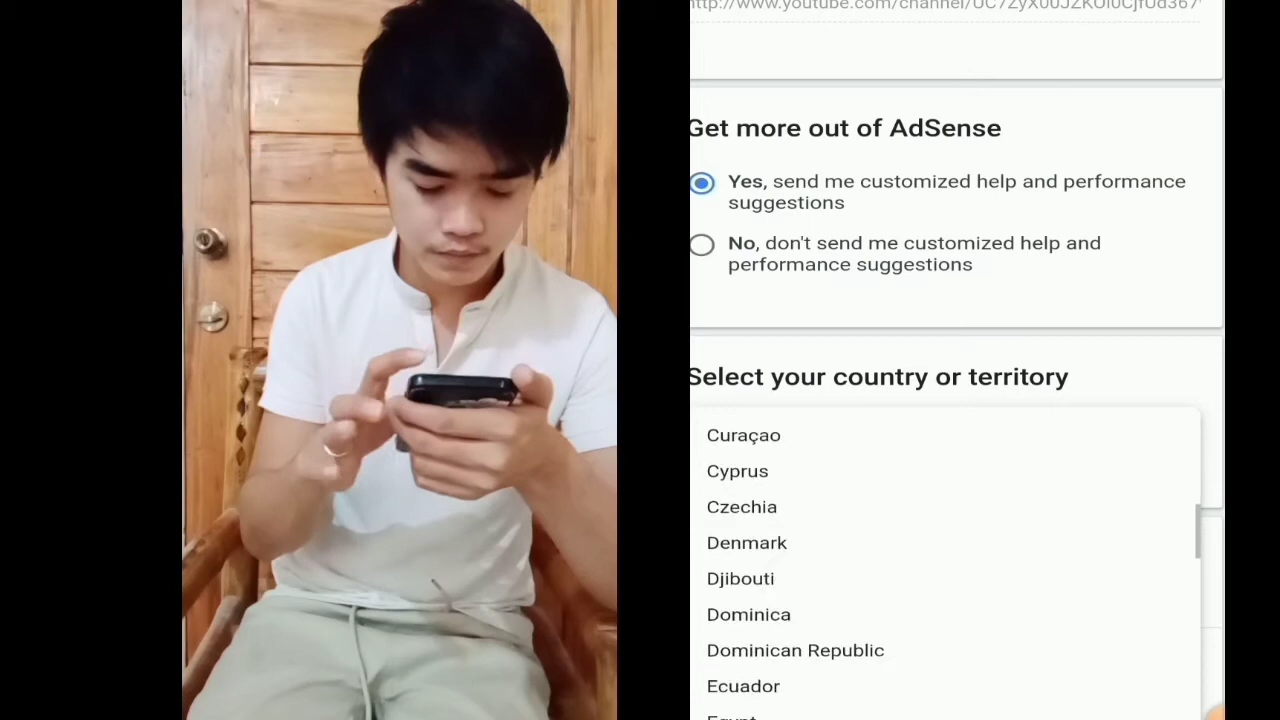 Get more out of AdSense
Yes, send me customized help and performance
suggestions
No, don't send me customized help and
performance suggestions
Select your country or territory
Curaçao
Cyprus
Czechia
Denmark
Djibouti
Dominica
Dominican Republic
Ecuador